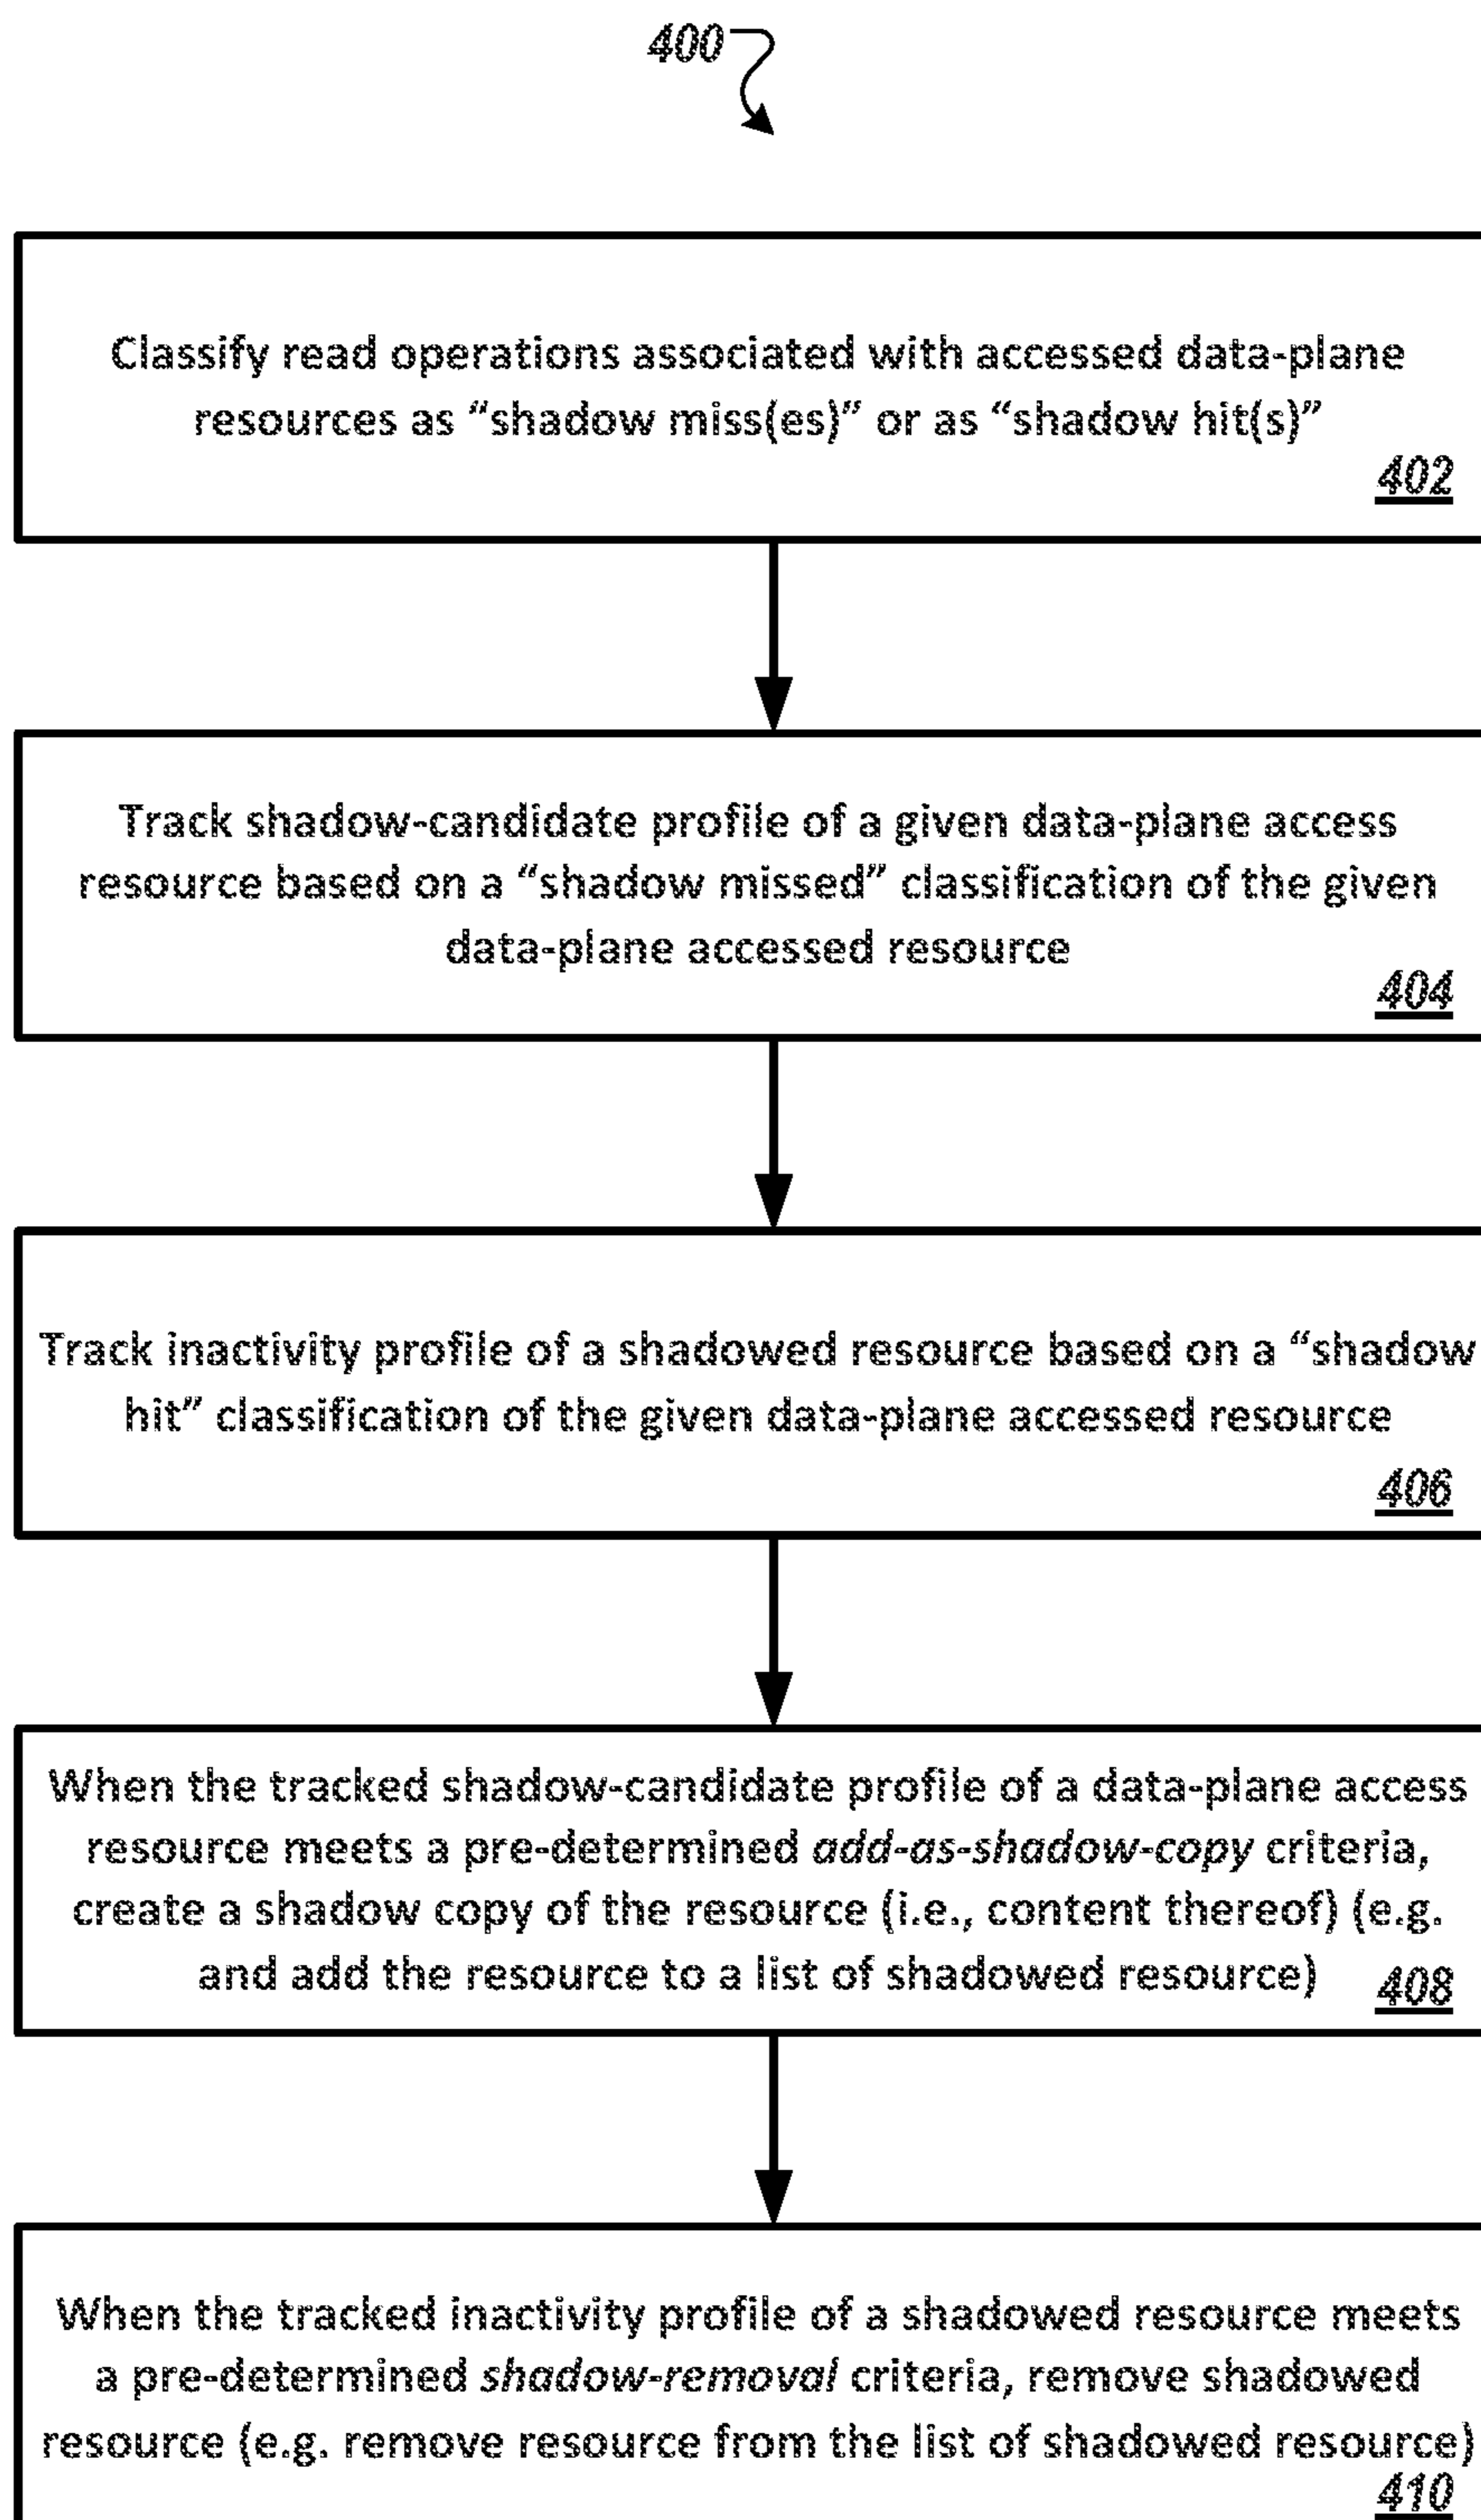 400
Classify read operations associated with accessed data-plane
resources as “shadow miss(es)” or as “shadow hit(s)”
402
Track shadow-candidate profile of a given data-plane access
resource based on a “shadow missed” classification of the given
data-plane accessed resource
404
Track inactivity profile of a shadowed resource based on a “shadow
hit” classification of the given data-plane accessed resource
406
When the tracked shadow-candidate profile of a data-plane access
resource meets a pre-determined add-as-shadow-copy criteria,
create a shadow copy of the resource (i.e., content thereof) (e.g.
and add the resource to a list of shadowed resource)
408
When the tracked inactivity profile of a shadowed resource meets
a pre-determined shadow-removal criteria, remove shadowed
resource (e.g. remove resource from the list of shadowed resource)
410